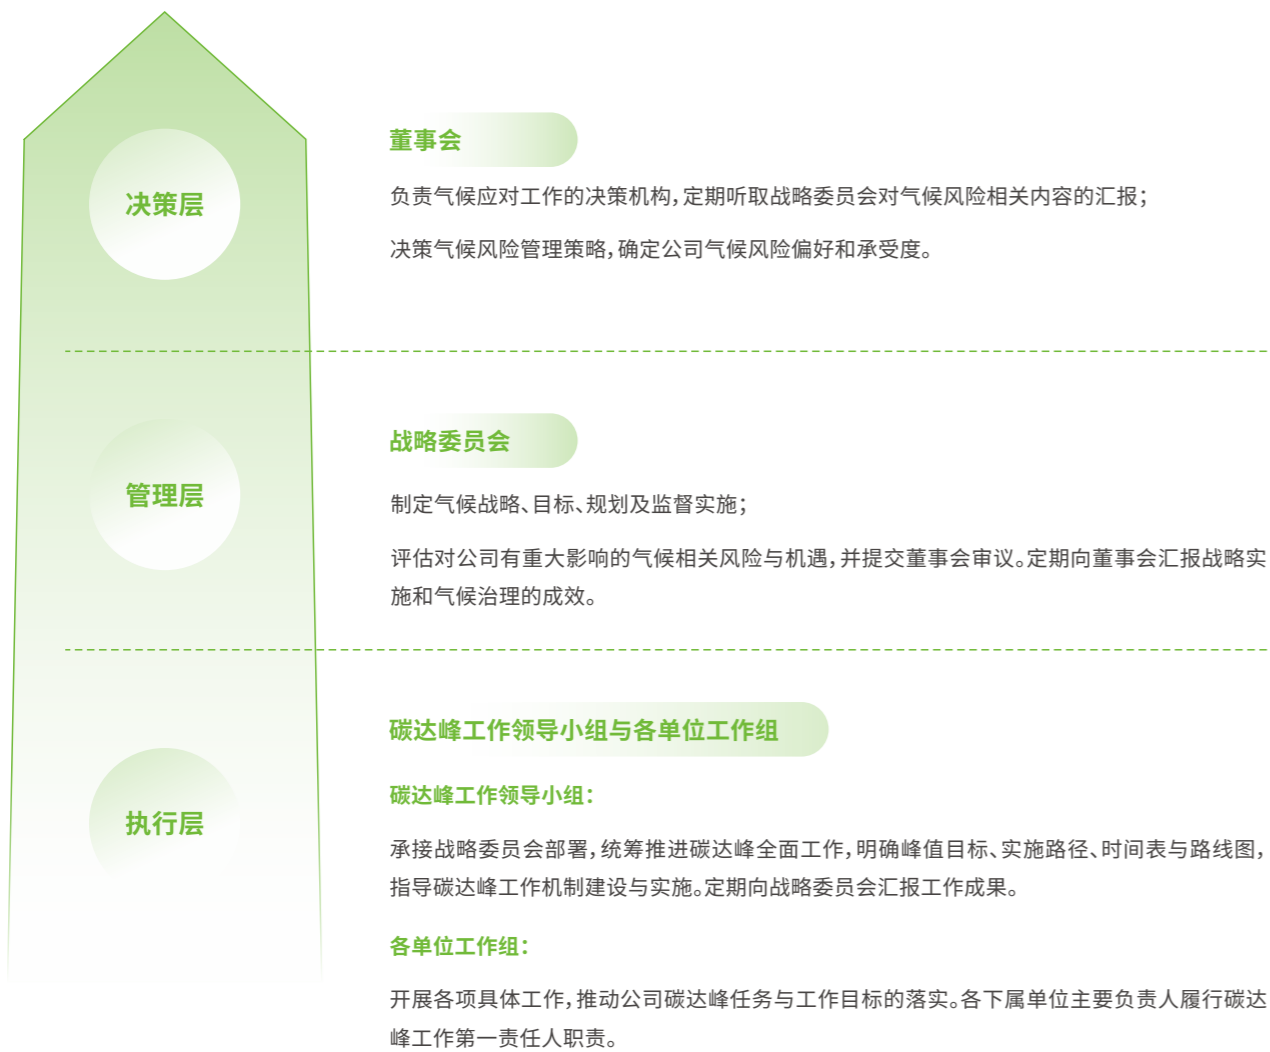 决策层
董事会
负责气候应对工作的决策机构，定期听取战略委员会对气候风险相关内容的汇报；
决策气候风险管理策略，确定公司气候风险偏好和承受度。
管理层
战略委员会
制定气候战略、目标、规划及监督实施；
评估对公司有重大影响的气候相关风险与机遇，并提交董事会审议。定期向董事会汇报战略实
施和气候治理的成效。
执行层
碳达峰工作领导小组与各单位工作组
碳达峰工作领导小组：
承接战略委员会部署，统筹推进碳达峰全面工作，明确峰值目标、实施路径、时间表与路线图，
指导碳达峰工作机制建设与实施。定期向战略委员会汇报工作成果。
各单位工作组：
开展各项具体工作，推动公司碳达峰任务与工作目标的落实。各下属单位主要负责人履行碳达
峰工作第一责任人职责。